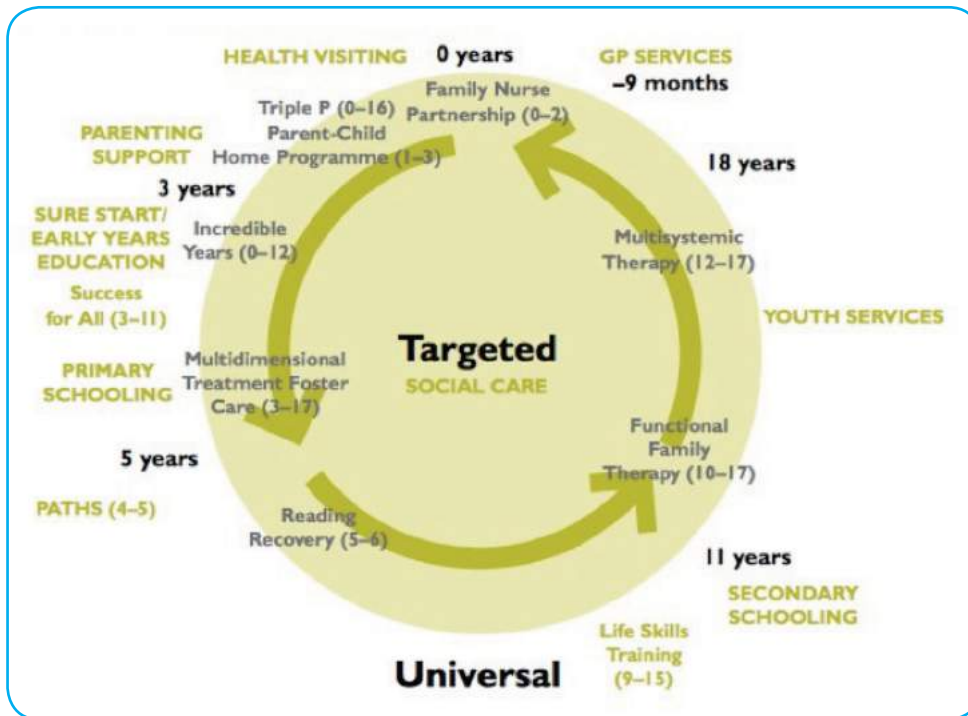 HEALTH VISITING
0 years
GP SERVICES
–9 months
Family Nurse
Partnership (0–2)
Triple P (0–16)
Parent-Child
Home Programme (1–3)
PARENTING
SUPPORT
18 years
3 years
SURE START/
EARLY YEARS
EDUCATION
Incredible
Years (0–12)
Multisystemic
Therapy (12–17)
Success
for All (3–11)
YOUTH SERVICES
Targeted
SOCIAL CARE
PRIMARY
SCHOOLING
Multidimensional
Treatment Foster
Care (3–17)
Functional
Family
Therapy (10–17)
5 years
PATHS (4–5)
Reading
Recovery (5–6)
11 years
SECONDARY
SCHOOLING
Life Skills
Training
(9–15)
Universal